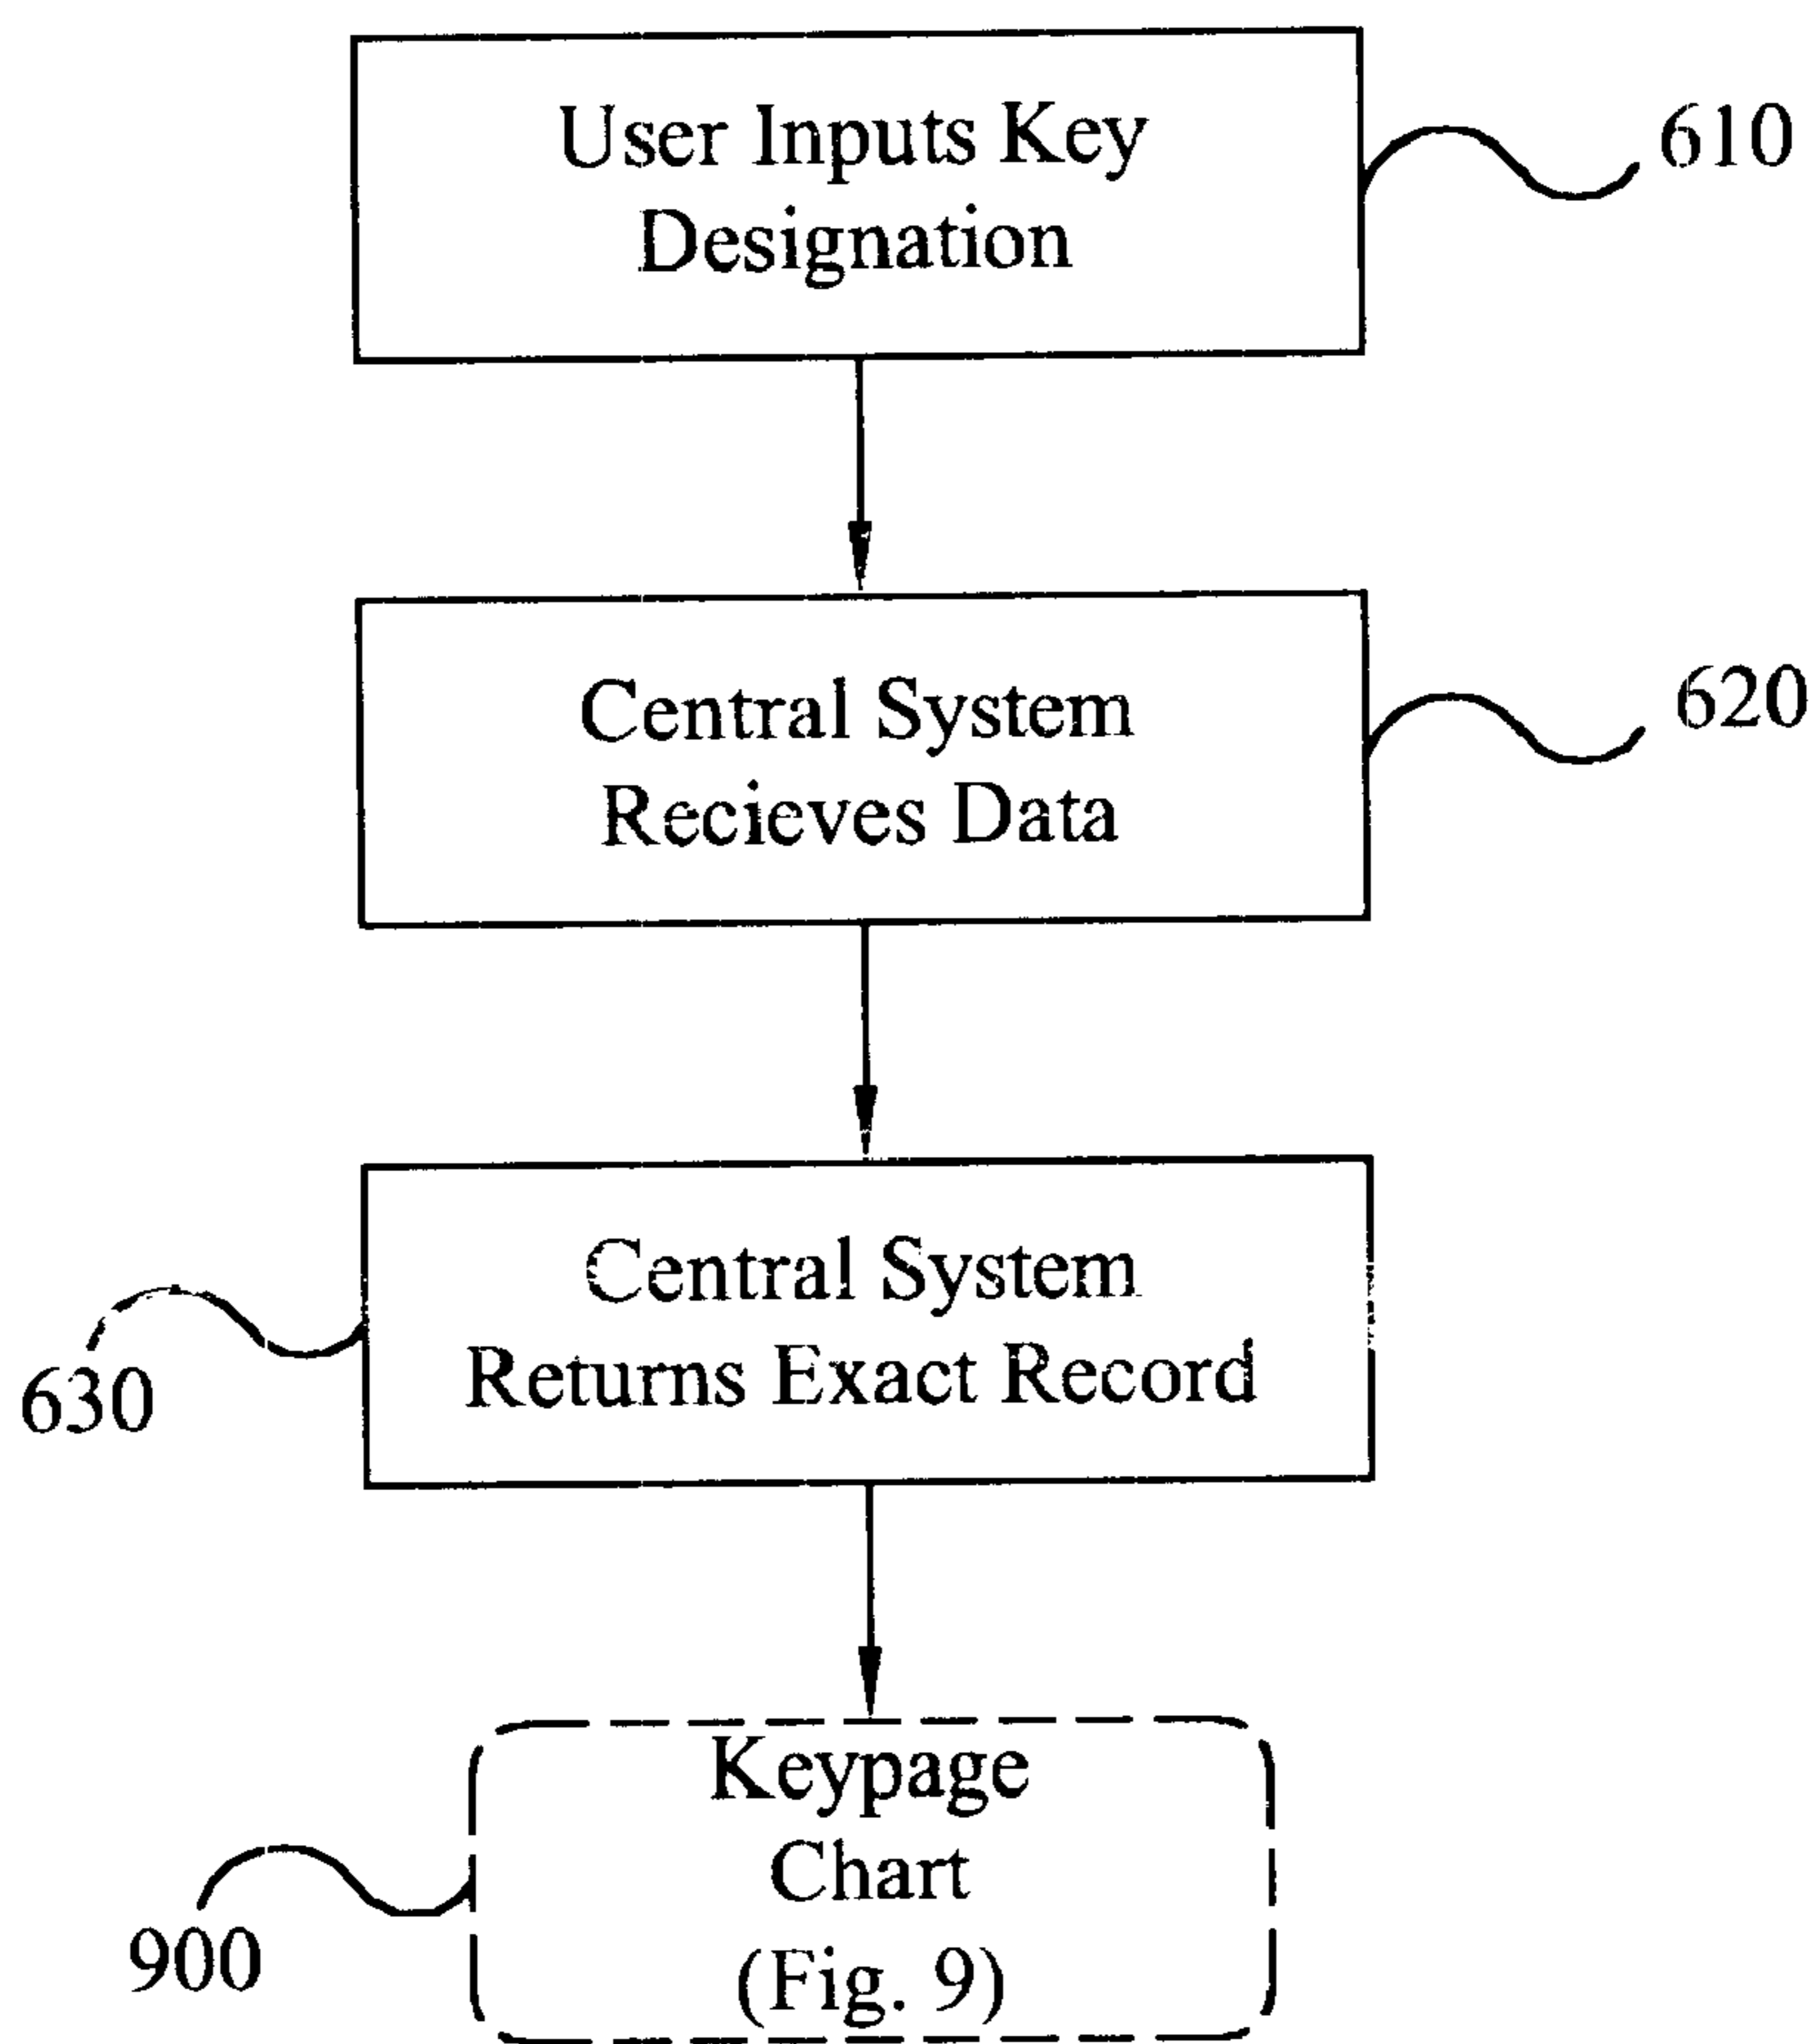 User Inputs Key
Designation
610
Central System
Recieves Data
620
Central System
Returns Exact Record
630
Keypage
Chart
(Fig. 9)
900